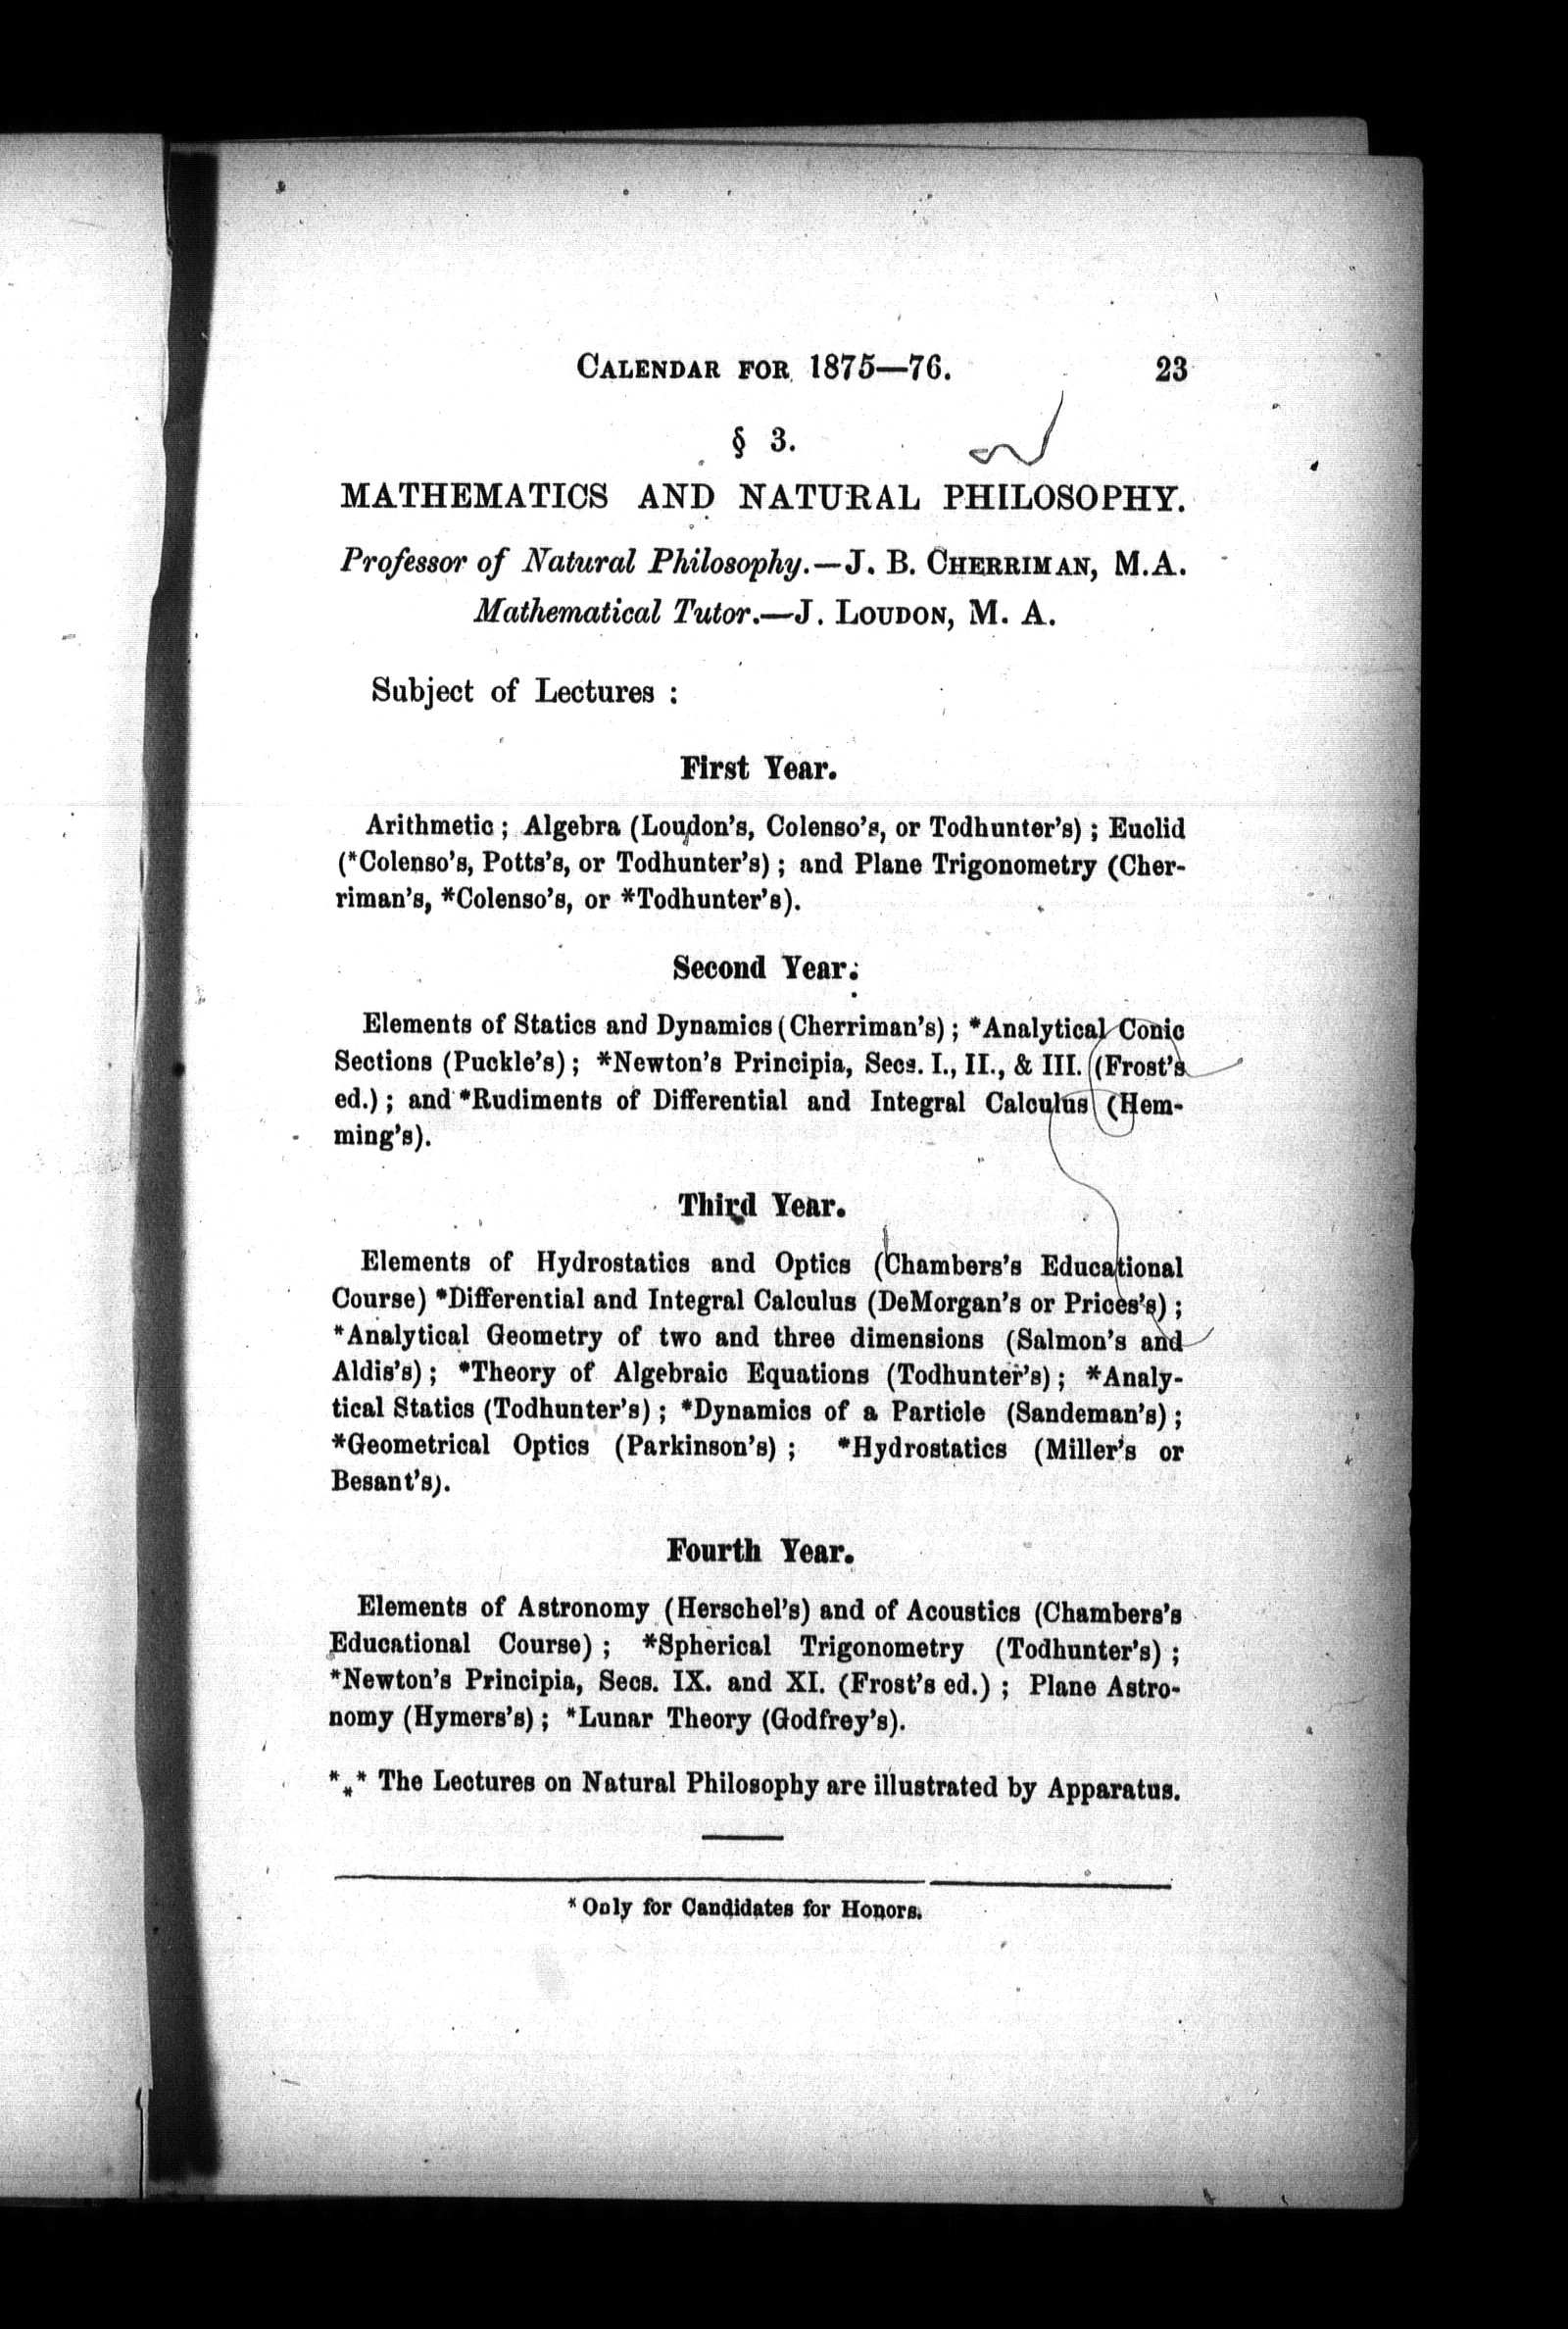 CALENDAR FOR 1875—76. 23
§ 3.
MATHEMATICS AND NATURAL PHILOSOPHY.
Professor of Natural Philosophy.—J. B. CHERRIMAN, M.A.
Mathematical Tutor.—J. LOUDON, M. A.
Subject of Lectures :
First Year.
Arithmetic ; Algebra (Loudon's, Colenso's, or Todhunter's) ; Euclid
(*Colenso's, Potts's, or Todhunter's) ; and Plane Trigonometry (Cher-
riman's, *Colenso's, or *Todhunter's).
Second Year.
Elements of Statics and Dynamics (Cherriman's) ; *Analytical Conic
Sections (Puckle's) ; *Newton's Principia, Secs. I., II., & III. (Frost's
ed.) ; and *Rudiments of Differential and Integral Calculus (Hem-
ming's).
Third Year.
Elements of Hydrostatics and Optics (Chambers's Educational
Course) *Differential and Integral Calculus (DeMorgan's or Prices's) ;
*Analytical Geometry of two and three dimensions (Salmon's and
Aldis's) ; *Theory of Algebraic Equations (Todhunter's) ; *Analy-
tical Statics (Todhunter's) ; *Dynamics of a Particle (Sandeman's) ;
*Geometrical Optics (Parkinson's) ; *Hydrostatics (Miller's or
Besant's).
Fourth Year.
Elements of Astronomy (Herschel's) and of Acoustics (Chambers's
Educational Course) ; *Spherical Trigonometry (Todhunter's) ;
*Newton's Principia, Secs. IX. and XI. (Frost's ed.) ; Plane Astro-
nomy (Hymers's) ; *Lunar Theory (Godfrey's).
*** The Lectures on Natural Philosophy are illustrated by Apparatus.
* Only for Candidates for Honors.